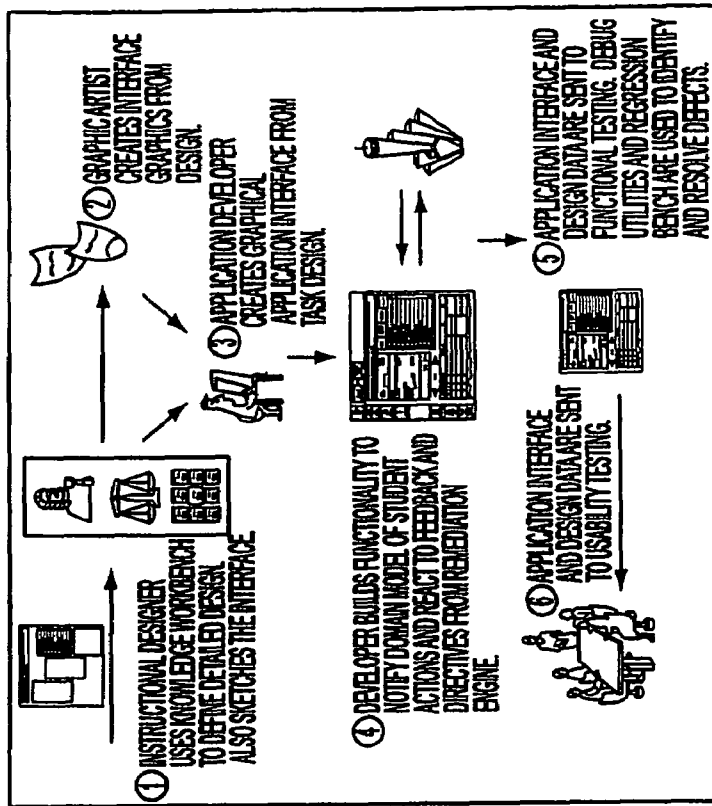 ① INSTRUCTIONAL DESIGNER
USES KNOWLEDGE WORKBENCH
TO DEFINE DETAILED DESIGN.
ALSO SKETCHES THE INTERFACE.
② GRAPHIC ARTIST
CREATES INTERFACE
GRAPHICS FROM
DESIGN.
③ APPLICATION DEVELOPER
CREATES GRAPHICAL
APPLICATION INTERFACE FROM
TASK DESIGN.
④ DEVELOPER BUILDS FUNCTIONALITY TO
NOTIFY DOMAIN MODEL OF STUDENT
ACTIONS AND REACT TO FEEDBACK AND
DIRECTIVES FROM REMEDIATION
ENGINE.
⑤ APPLICATION INTERFACE AND
DESIGN DATA ARE SENT TO
FUNCTIONAL TESTING. DEBUG
UTILITIES AND REGRESSION
BENCH ARE USED TO IDENTIFY
AND RESOLVE DEFECTS.
⑥ APPLICATION INTERFACE
AND DESIGN DATA ARE SENT
TO USABILITY TESTING.